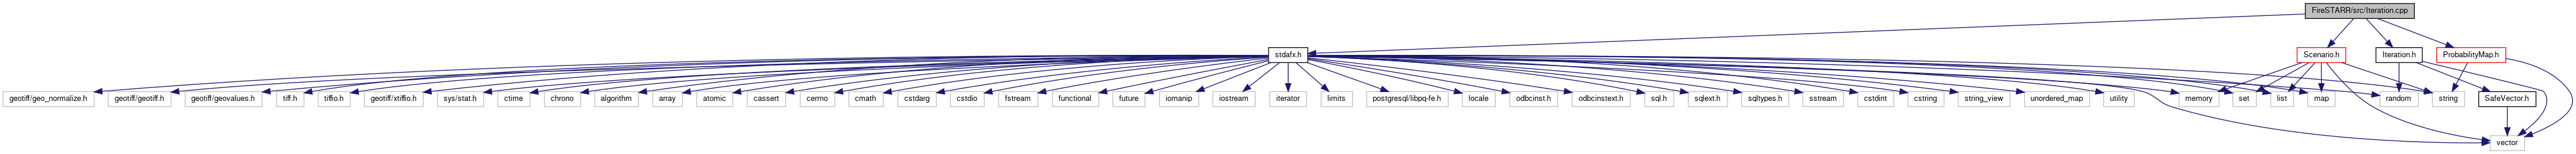 FireSTARR/src/Iteration.cpp
stdafx.h
Scenario.h
Iteration.h
ProbabilityMap.h
geotiff/geo_normalize.h
geotiff/geotiff.h
geotiff/geovalues.h
tiff.h
tiffio.h
geotiff/xtiffio.h
sys/stat.h
ctime
chrono
algorithm
array
atomic
cassert
cerrno
cmath
cstdarg
cstdio
fstream
functional
future
iomanip
iostream
iterator
limits
postgresql/libpq-fe.h
locale
odbcinst.h
odbcinstext.h
sql.h
sqlext.h
sqltypes.h
sstream
cstdint
cstring
string_view
unordered_map
utility
memory
set
list
map
random
string
SafeVector.h
vector